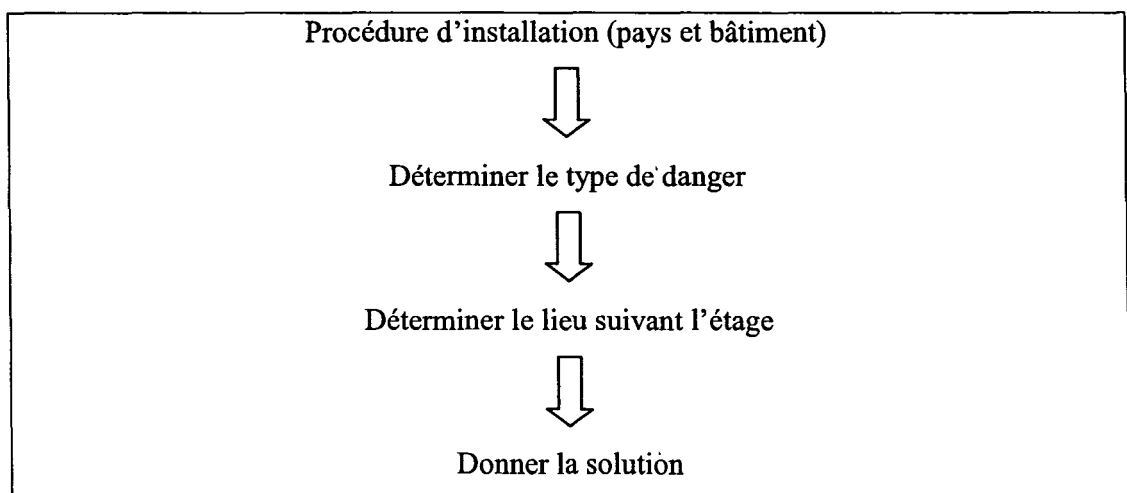 Procédure d'installation (pays et bâtiment)
Déterminer le type de danger
Déterminer le lieu suivant l'étage
Donner la solution